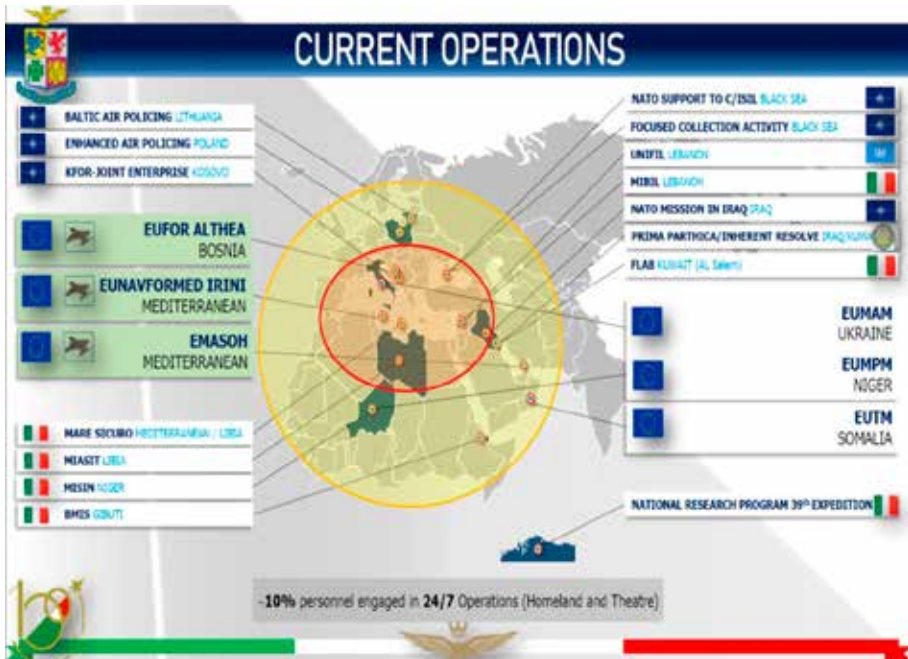 CURRENT OPERATIONS
BALTIC AIR POLICING LITHUANIA
ENHANCED AIR POLICING POLAND
KFOR-JOINT ENTERPRISE KOSOVO
EUFOR ALTHEA
BOSNIA
EUNAVFORMED IRINI
MEDITERRANEAN
EMASOH
MEDITERRANEAN
MARE SICURO MEDITERRANEAN / LIBIA
MIASIT LIBIA
MISIN NIGER
BMIS GIBUTI
NATO SUPPORT TO C/ISIL BLACK SEA
FOCUSED COLLECTION ACTIVITY BLACK SEA
UNIFIL LEBANON
MIBIL LEBANON
NATO MISSION IN IRAQ IRAQ
PRIMA PARTHICA/INHERENT RESOLVE
FLAB KUWAIT (AL Salem)
EUMAM
UKRAINE
EUMPM
NIGER
EUTM
SOMALIA
NATIONAL RESEARCH PROGRAM 39th EXPEDITION
~10% personnel engaged in 24/7 Operations (Homeland and Theatre)